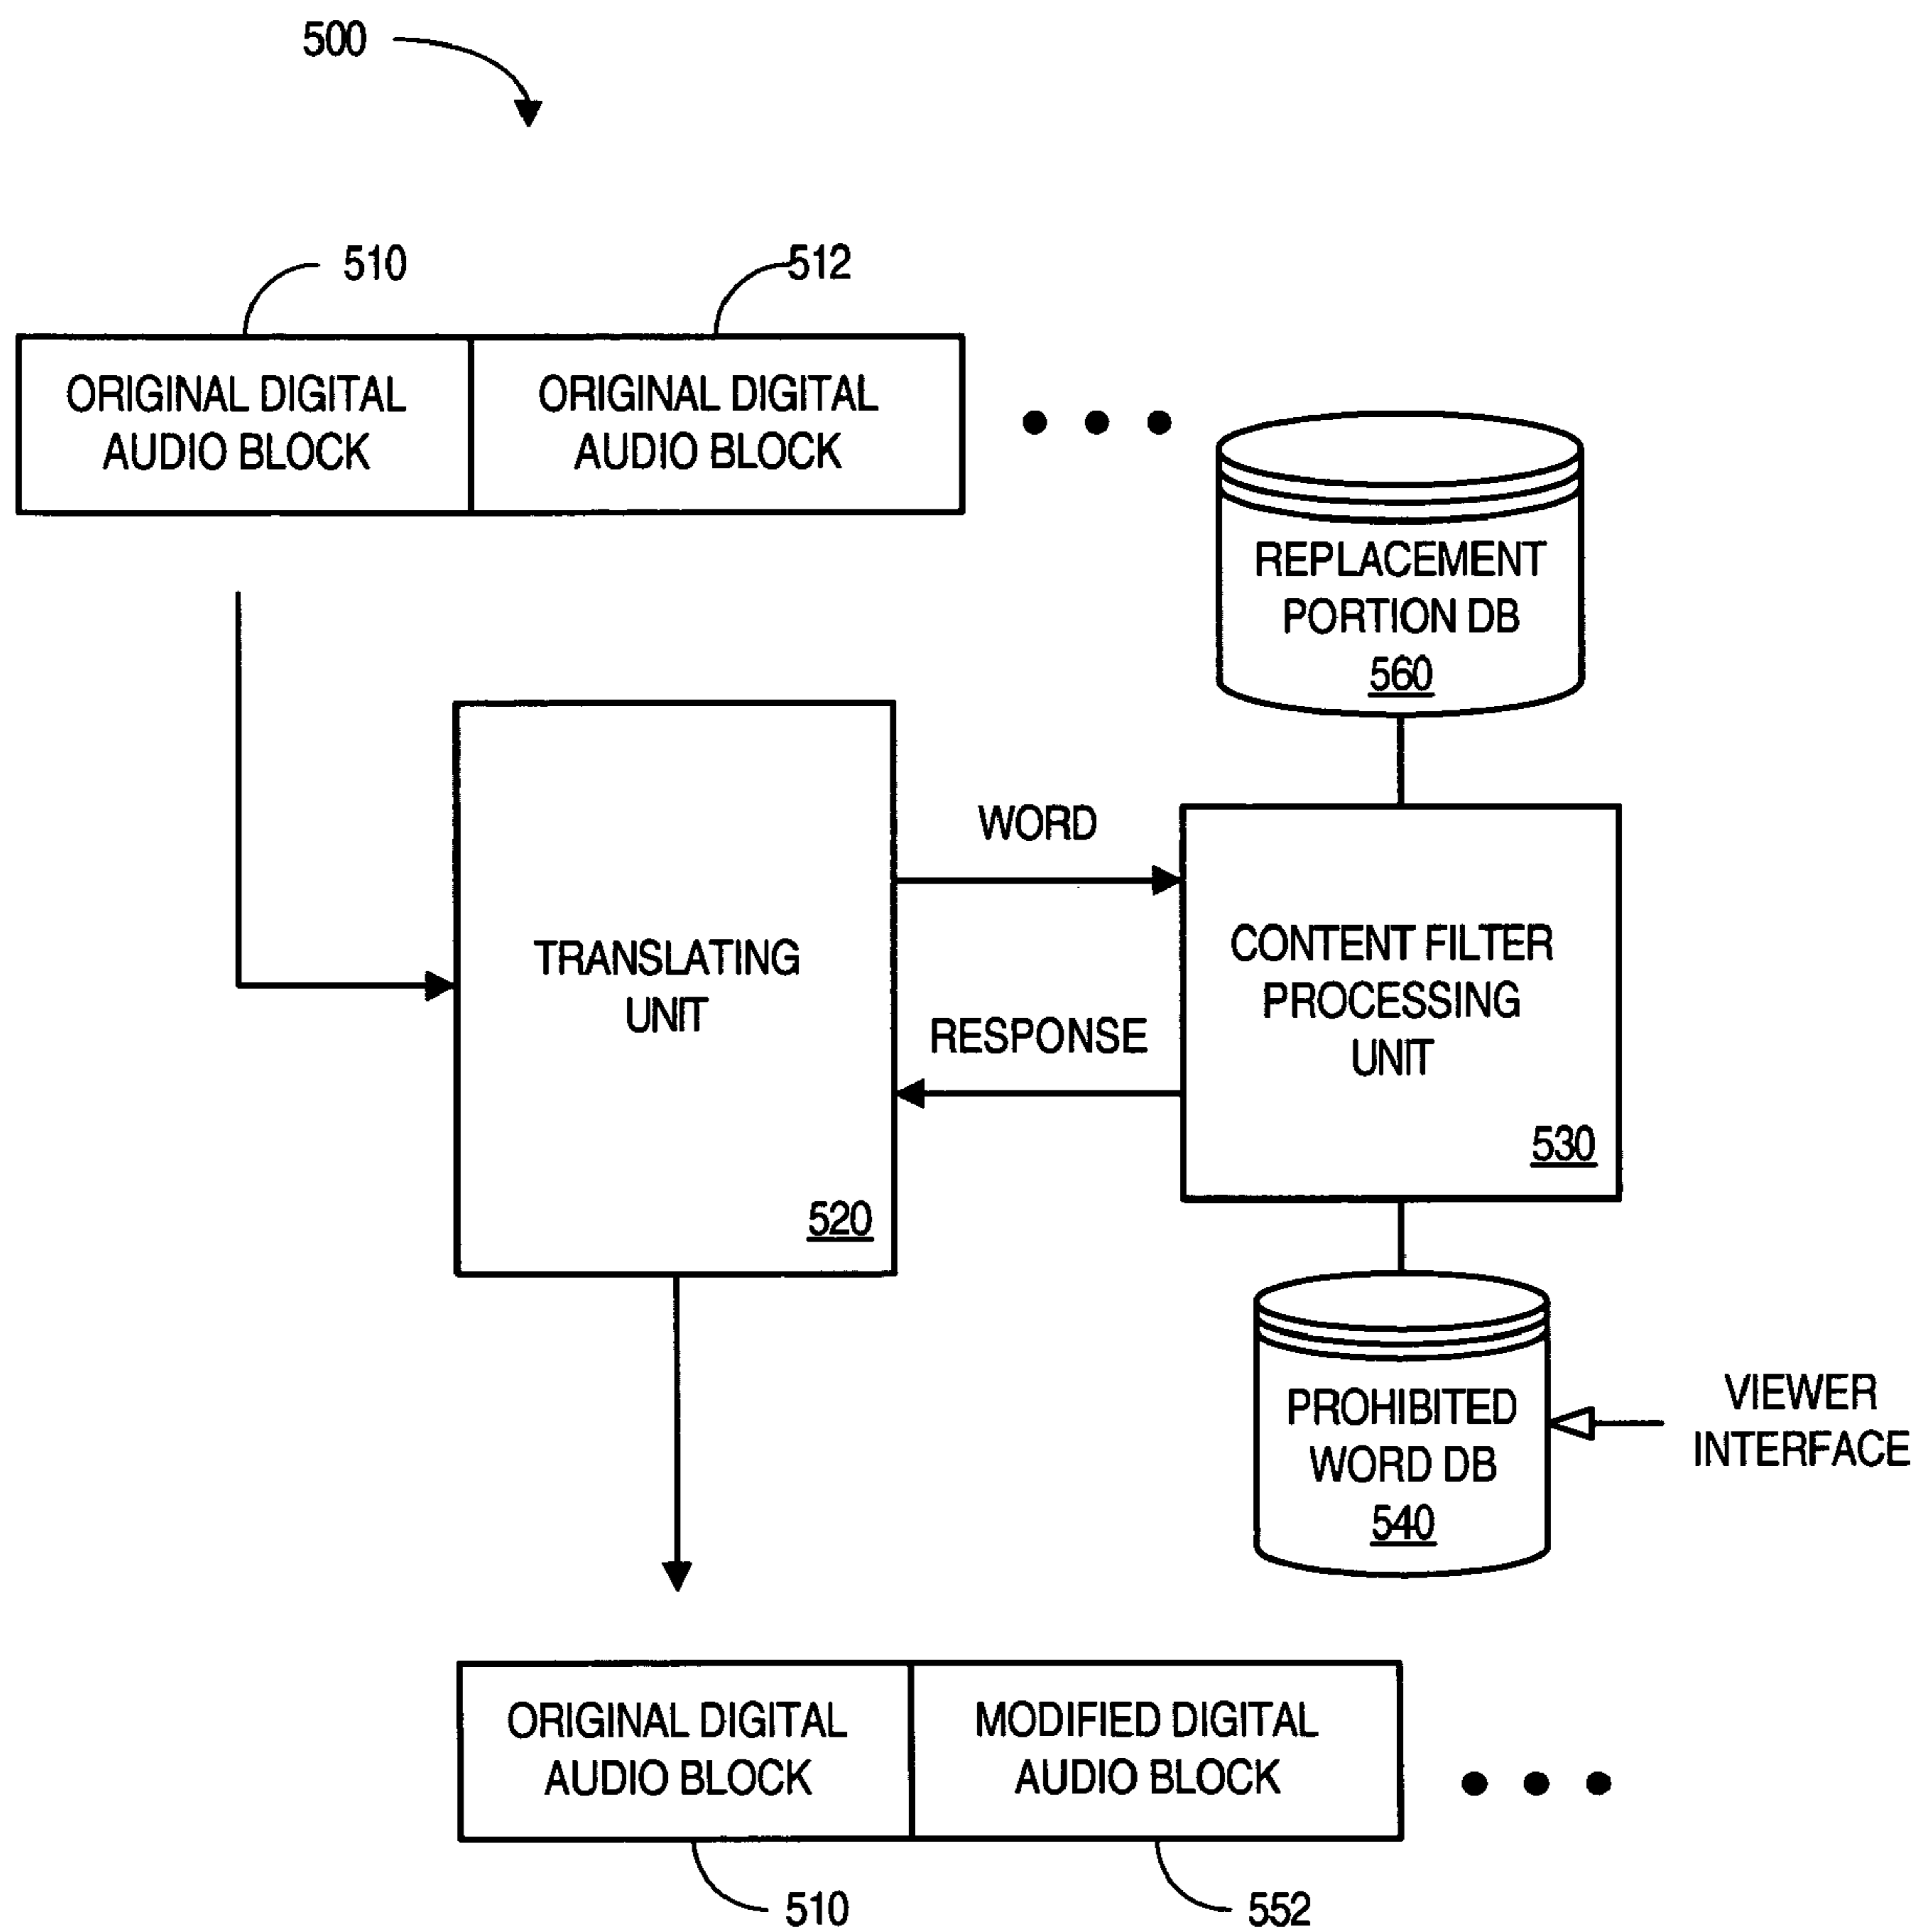 500
510
512
ORIGINAL DIGITAL
AUDIO BLOCK
ORIGINAL DIGITAL
AUDIO BLOCK
REPLACEMENT
PORTION DB
560
TRANSLATING
UNIT
520
WORD
RESPONSE
CONTENT FILTER
PROCESSING
UNIT
530
PROHIBITED
WORD DB
540
VIEWER
INTERFACE
ORIGINAL DIGITAL
AUDIO BLOCK
MODIFIED DIGITAL
AUDIO BLOCK
510
552